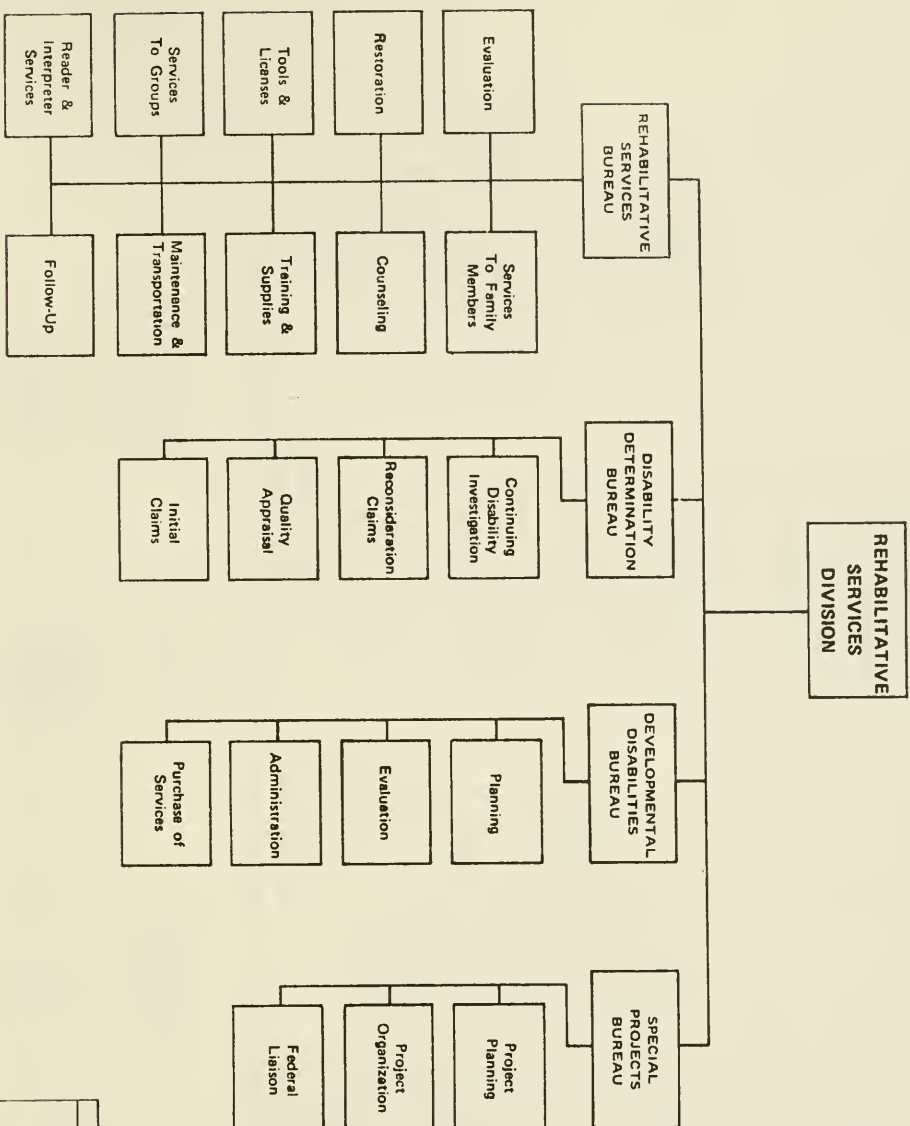 REHABILITATIVE
SERVICES
DIVISION
REHABILITATIVE
SERVICES
BUREAU
Evaluation
Services
To Family
Members
Restoration
Counseling
Tools &
Licenses
Training &
Supplies
Services
To Groups
Maintenance &
Transportation
Reader &
Interpreter
Services
Follow-Up
DISABILITY
DETERMINATION
BUREAU
Continuing
Disability
Investigation
Reconsideration
Claims
Quality
Appraisal
Initial
Claims
DEVELOPMENTAL
DISABILITIES
BUREAU
Planning
Evaluation
Administration
Purchase of
Services
SPECIAL
PROJECTS
BUREAU
Project
Planning
Project
Organization
Federal
Liaison